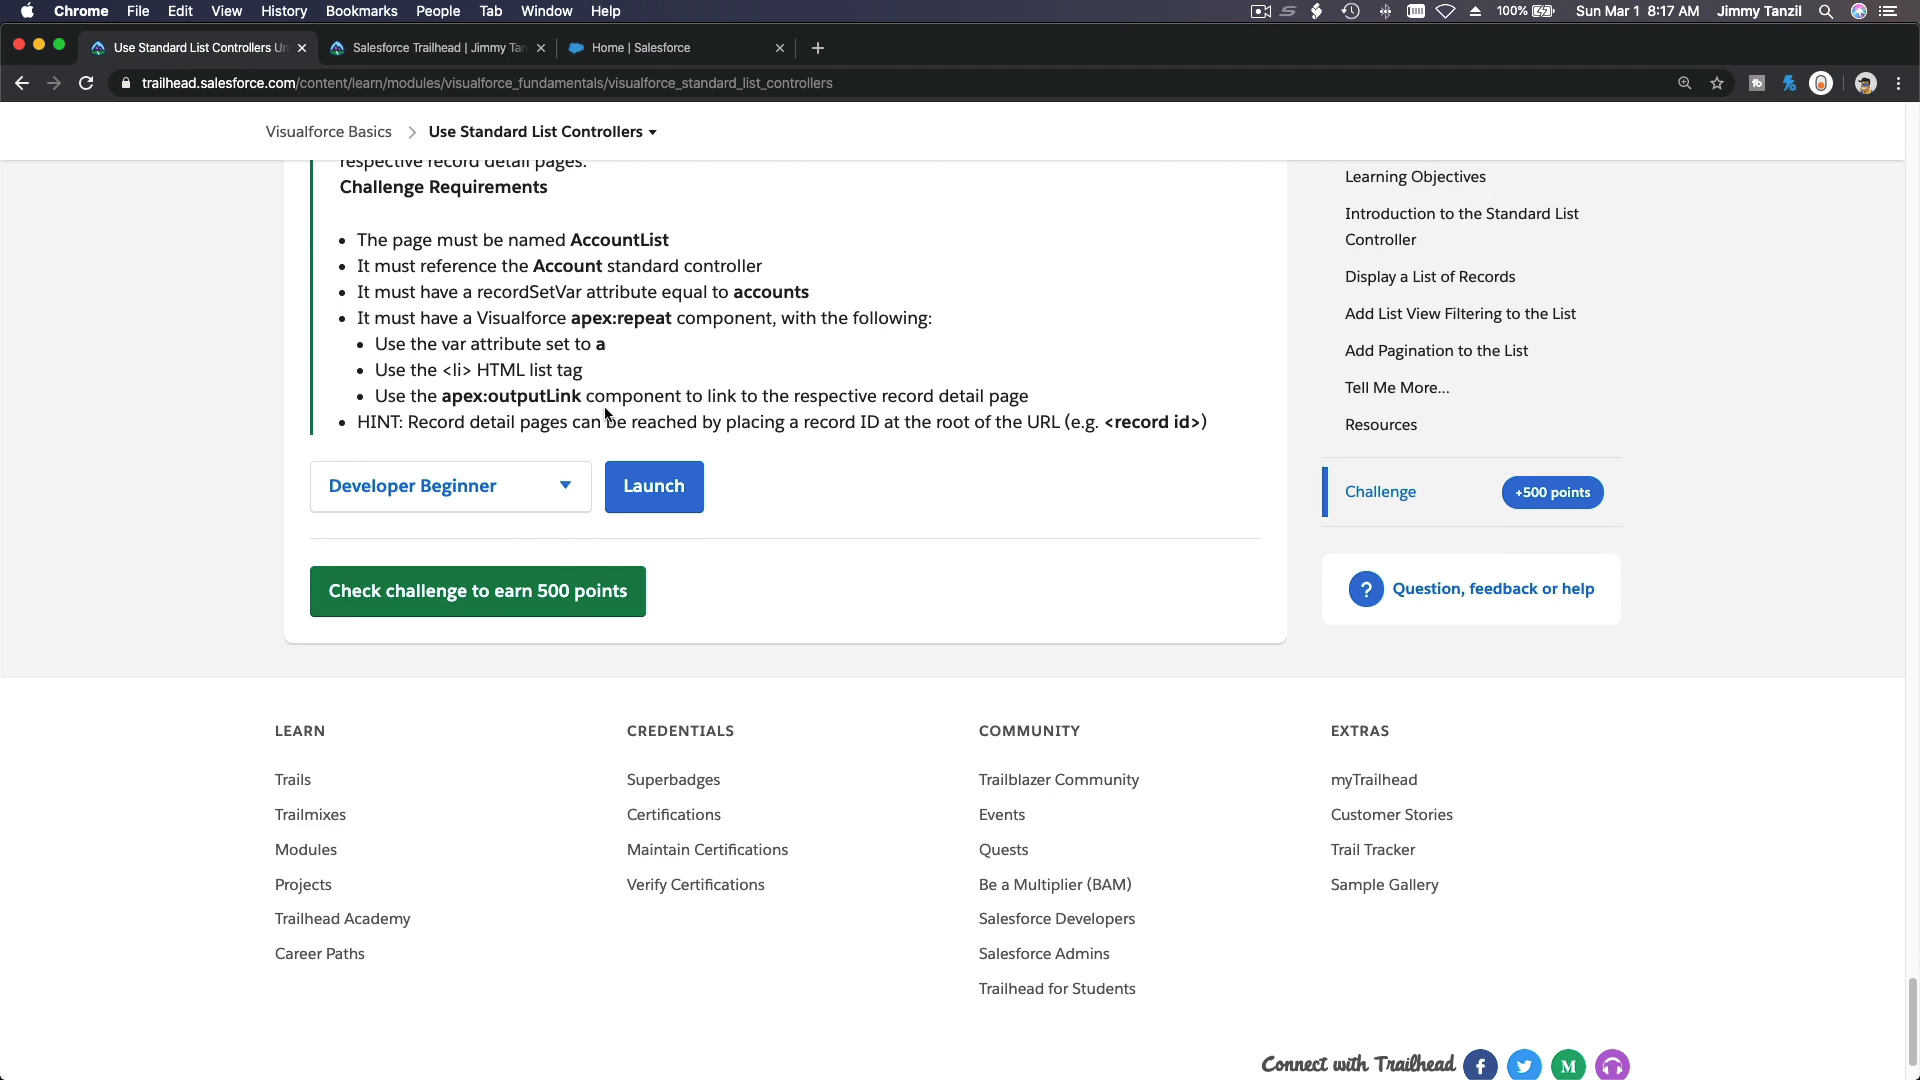 Chrome File Edit View History Bookmarks People Tab Window Help 100% Sun Mar 1 8:17 AM Jimmy Tanzil
Use Standard List Controllers Un
Salesforce Trailhead | Jimmy Tan
Home | Salesforce
trailhead.salesforce.com/content/learn/modules/visualforce_fundamentals/visualforce_standard_list_controllers
Visualforce Basics > Use Standard List Controllers
respective record detail pages.
Challenge Requirements
• The page must be named AccountList
• It must reference the Account standard controller
• It must have a recordSetVar attribute equal to accounts
• It must have a Visualforce apex:repeat component, with the following:
• Use the var attribute set to a
• Use the <li> HTML list tag
• Use the apex:outputLink component to link to the respective record detail page
• HINT: Record detail pages can be reached by placing a record ID at the root of the URL (e.g. <record id>)
Developer Beginner
Launch
Check challenge to earn 500 points
Learning Objectives
Introduction to the Standard List
Controller
Display a List of Records
Add List View Filtering to the List
Add Pagination to the List
Tell Me More...
Resources
Challenge +500 points
? Question, feedback or help
LEARN
Trails
Trailmixes
Modules
Projects
Trailhead Academy
Career Paths
CREDENTIALS
Superbadges
Certifications
Maintain Certifications
Verify Certifications
COMMUNITY
Trailblazer Community
Events
Quests
Be a Multiplier (BAM)
Salesforce Developers
Salesforce Admins
Trailhead for Students
EXTRAS
myTrailhead
Customer Stories
Trail Tracker
Sample Gallery
Connect with Trailhead